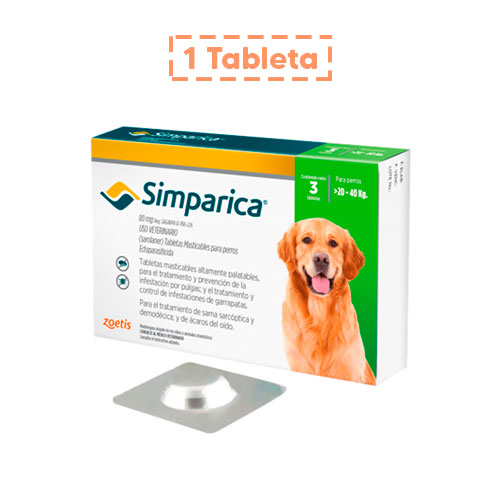 1 Tableta
Simparica®
80 mg
USO VETERINARIO
(sarolaner) Tabletas Masticables para perros
Ectoparasiticida
Tabletas masticables altamente palatables,
para el tratamiento y prevención de la
infestación por pulgas; y el tratamiento y
control de infestaciones de garrapatas.
Para el tratamiento de sarna sarcóptica y
demodécica; y de ácaros del oído.
zoetis
Contenido neto
3
tabletas
Para perros
>20 - 40 Kg.